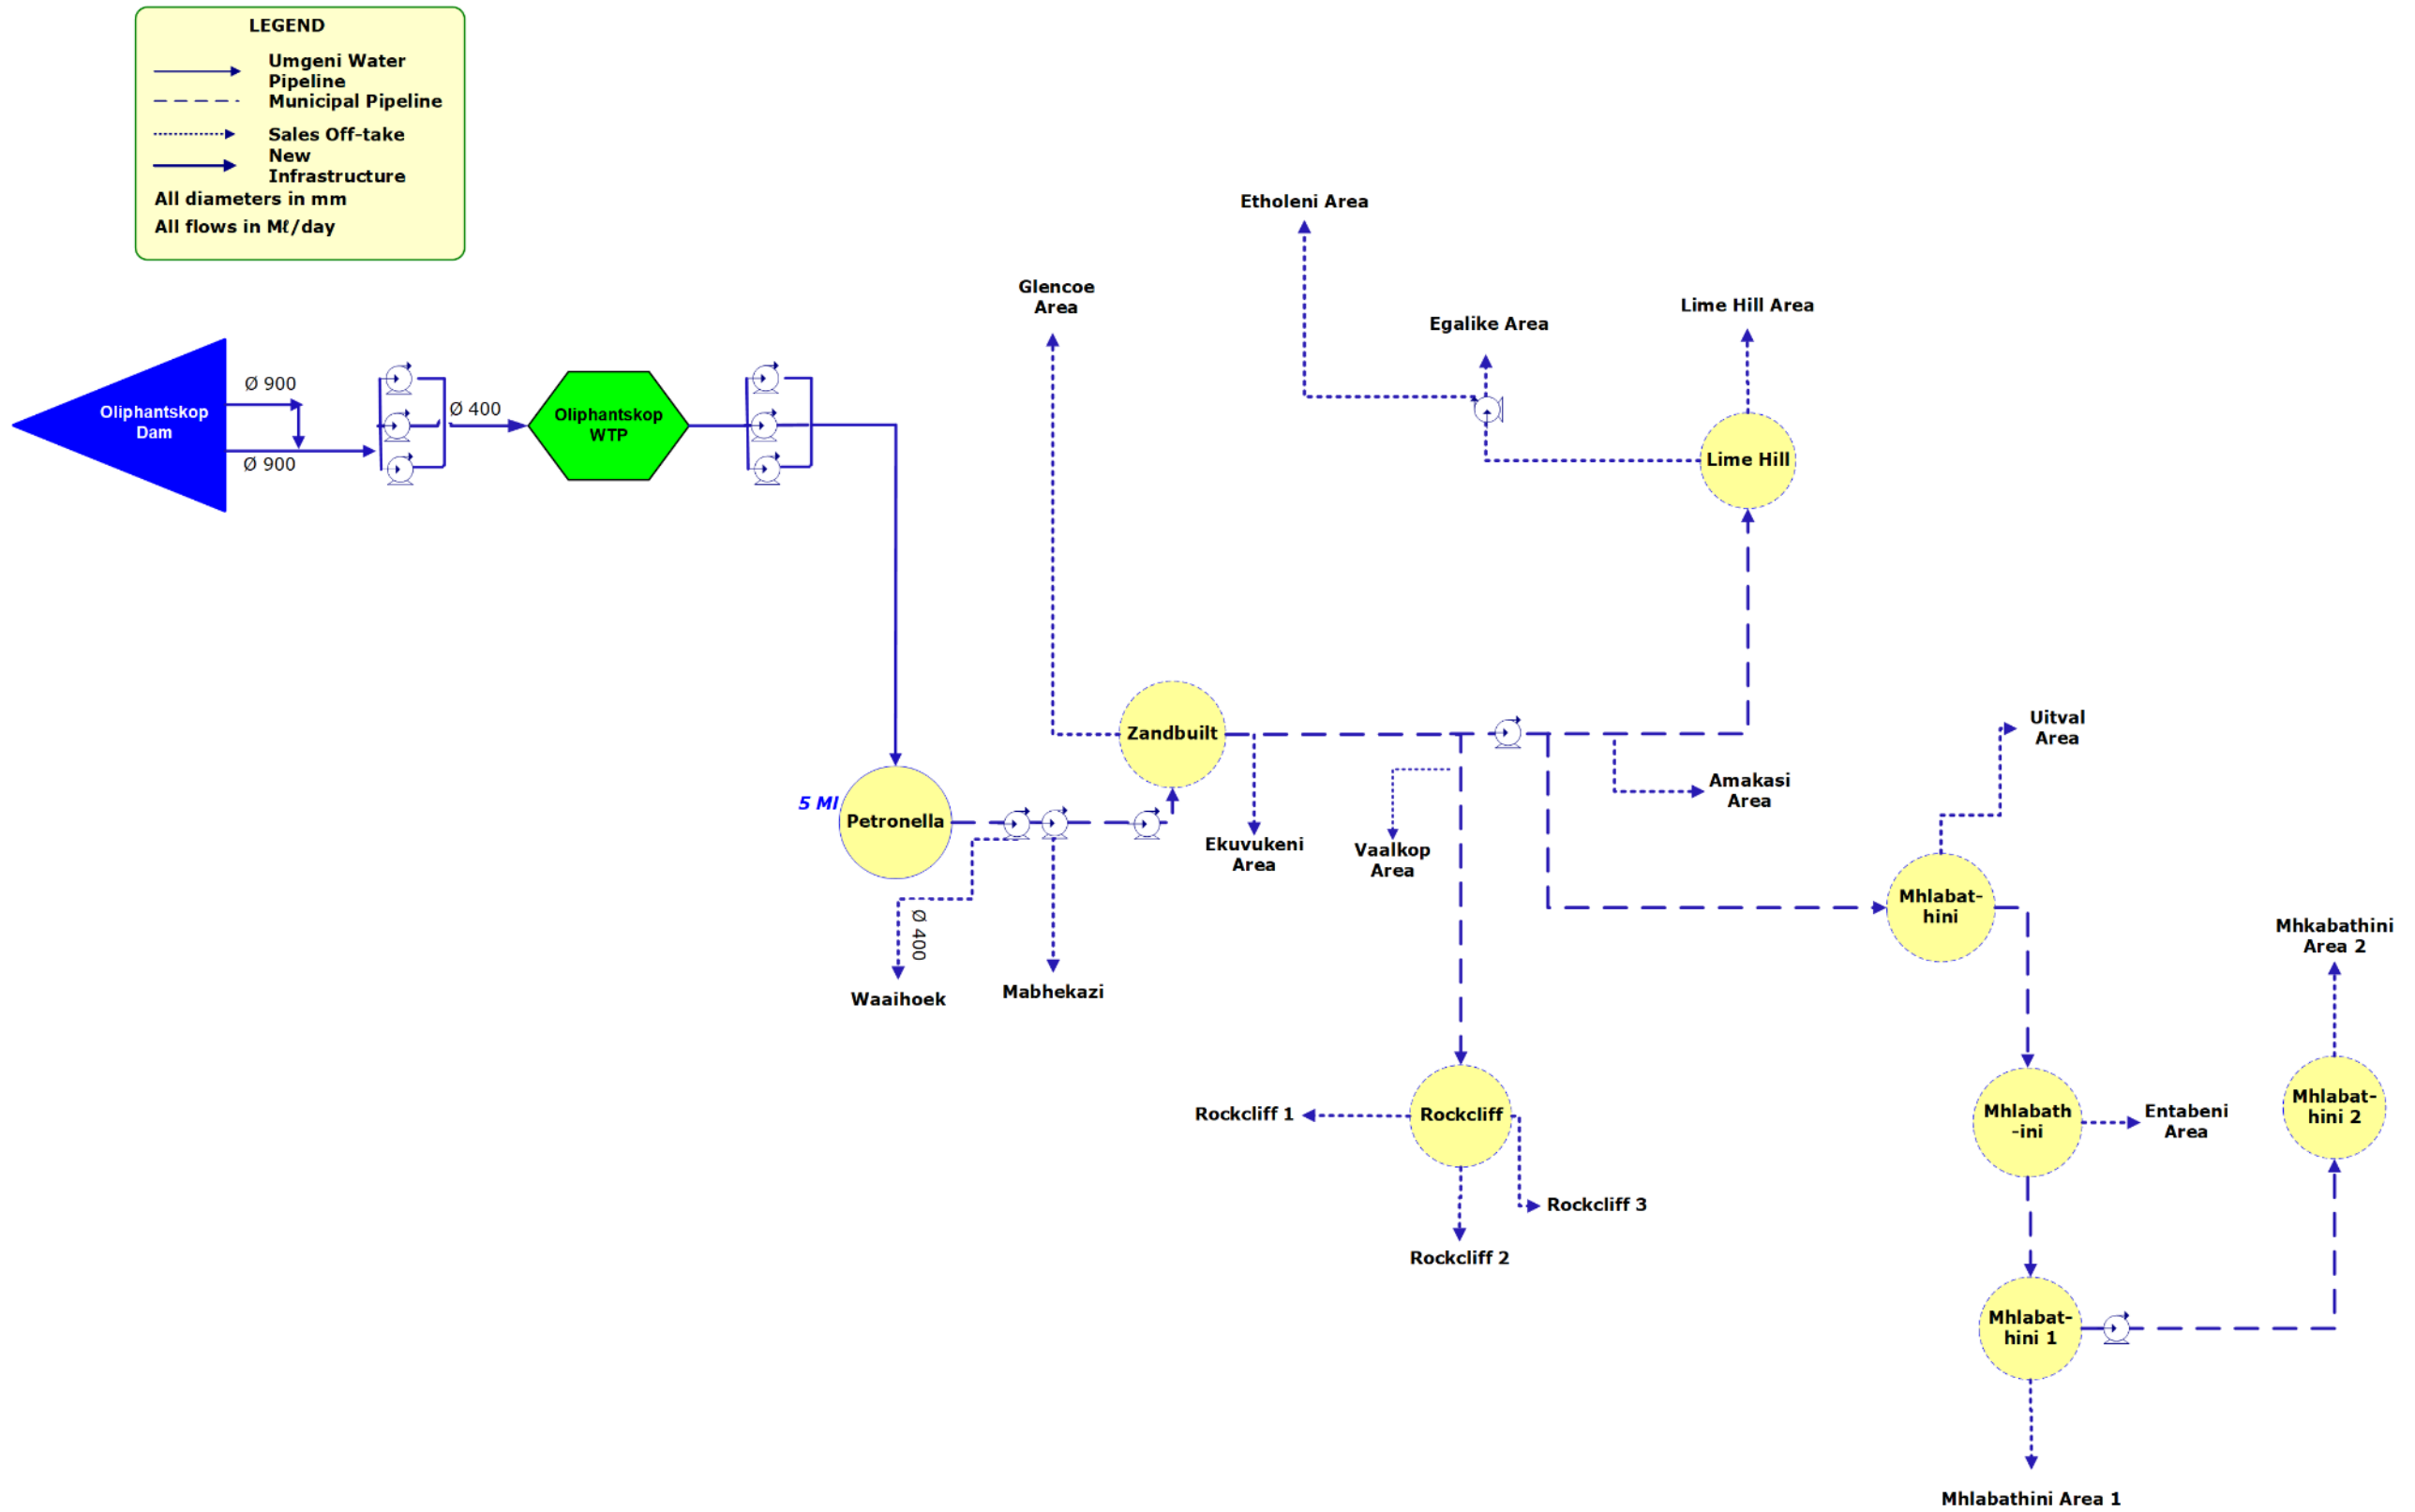 LEGEND
Umgeni Water
Pipeline
Municipal Pipeline
Sales Off-take
New
Infrastructure
All diameters in mm
All flows in Mℓ/day
Etholeni Area
Glencoe
Area
Egalike Area
Lime Hill Area
Oliphantskop
Dam
Ø 900
Ø 900
Ø 400
Oliphantskop
WTP
Lime Hill
Zandbuilt
5 Ml
Petronella
Ø 400
Waaihoek
Mabhekazi
Ekuvukeni
Area
Vaalkop
Area
Amakasi
Area
Uitval
Area
Mhlabat-
hini
Mhkabathini
Area 2
Rockcliff 1
Rockcliff
Rockcliff 3
Rockcliff 2
Mhlabath
-ini
Entabeni
Area
Mhlabat-
hini 2
Mhlabat-
hini 1
Mhlabathini Area 1